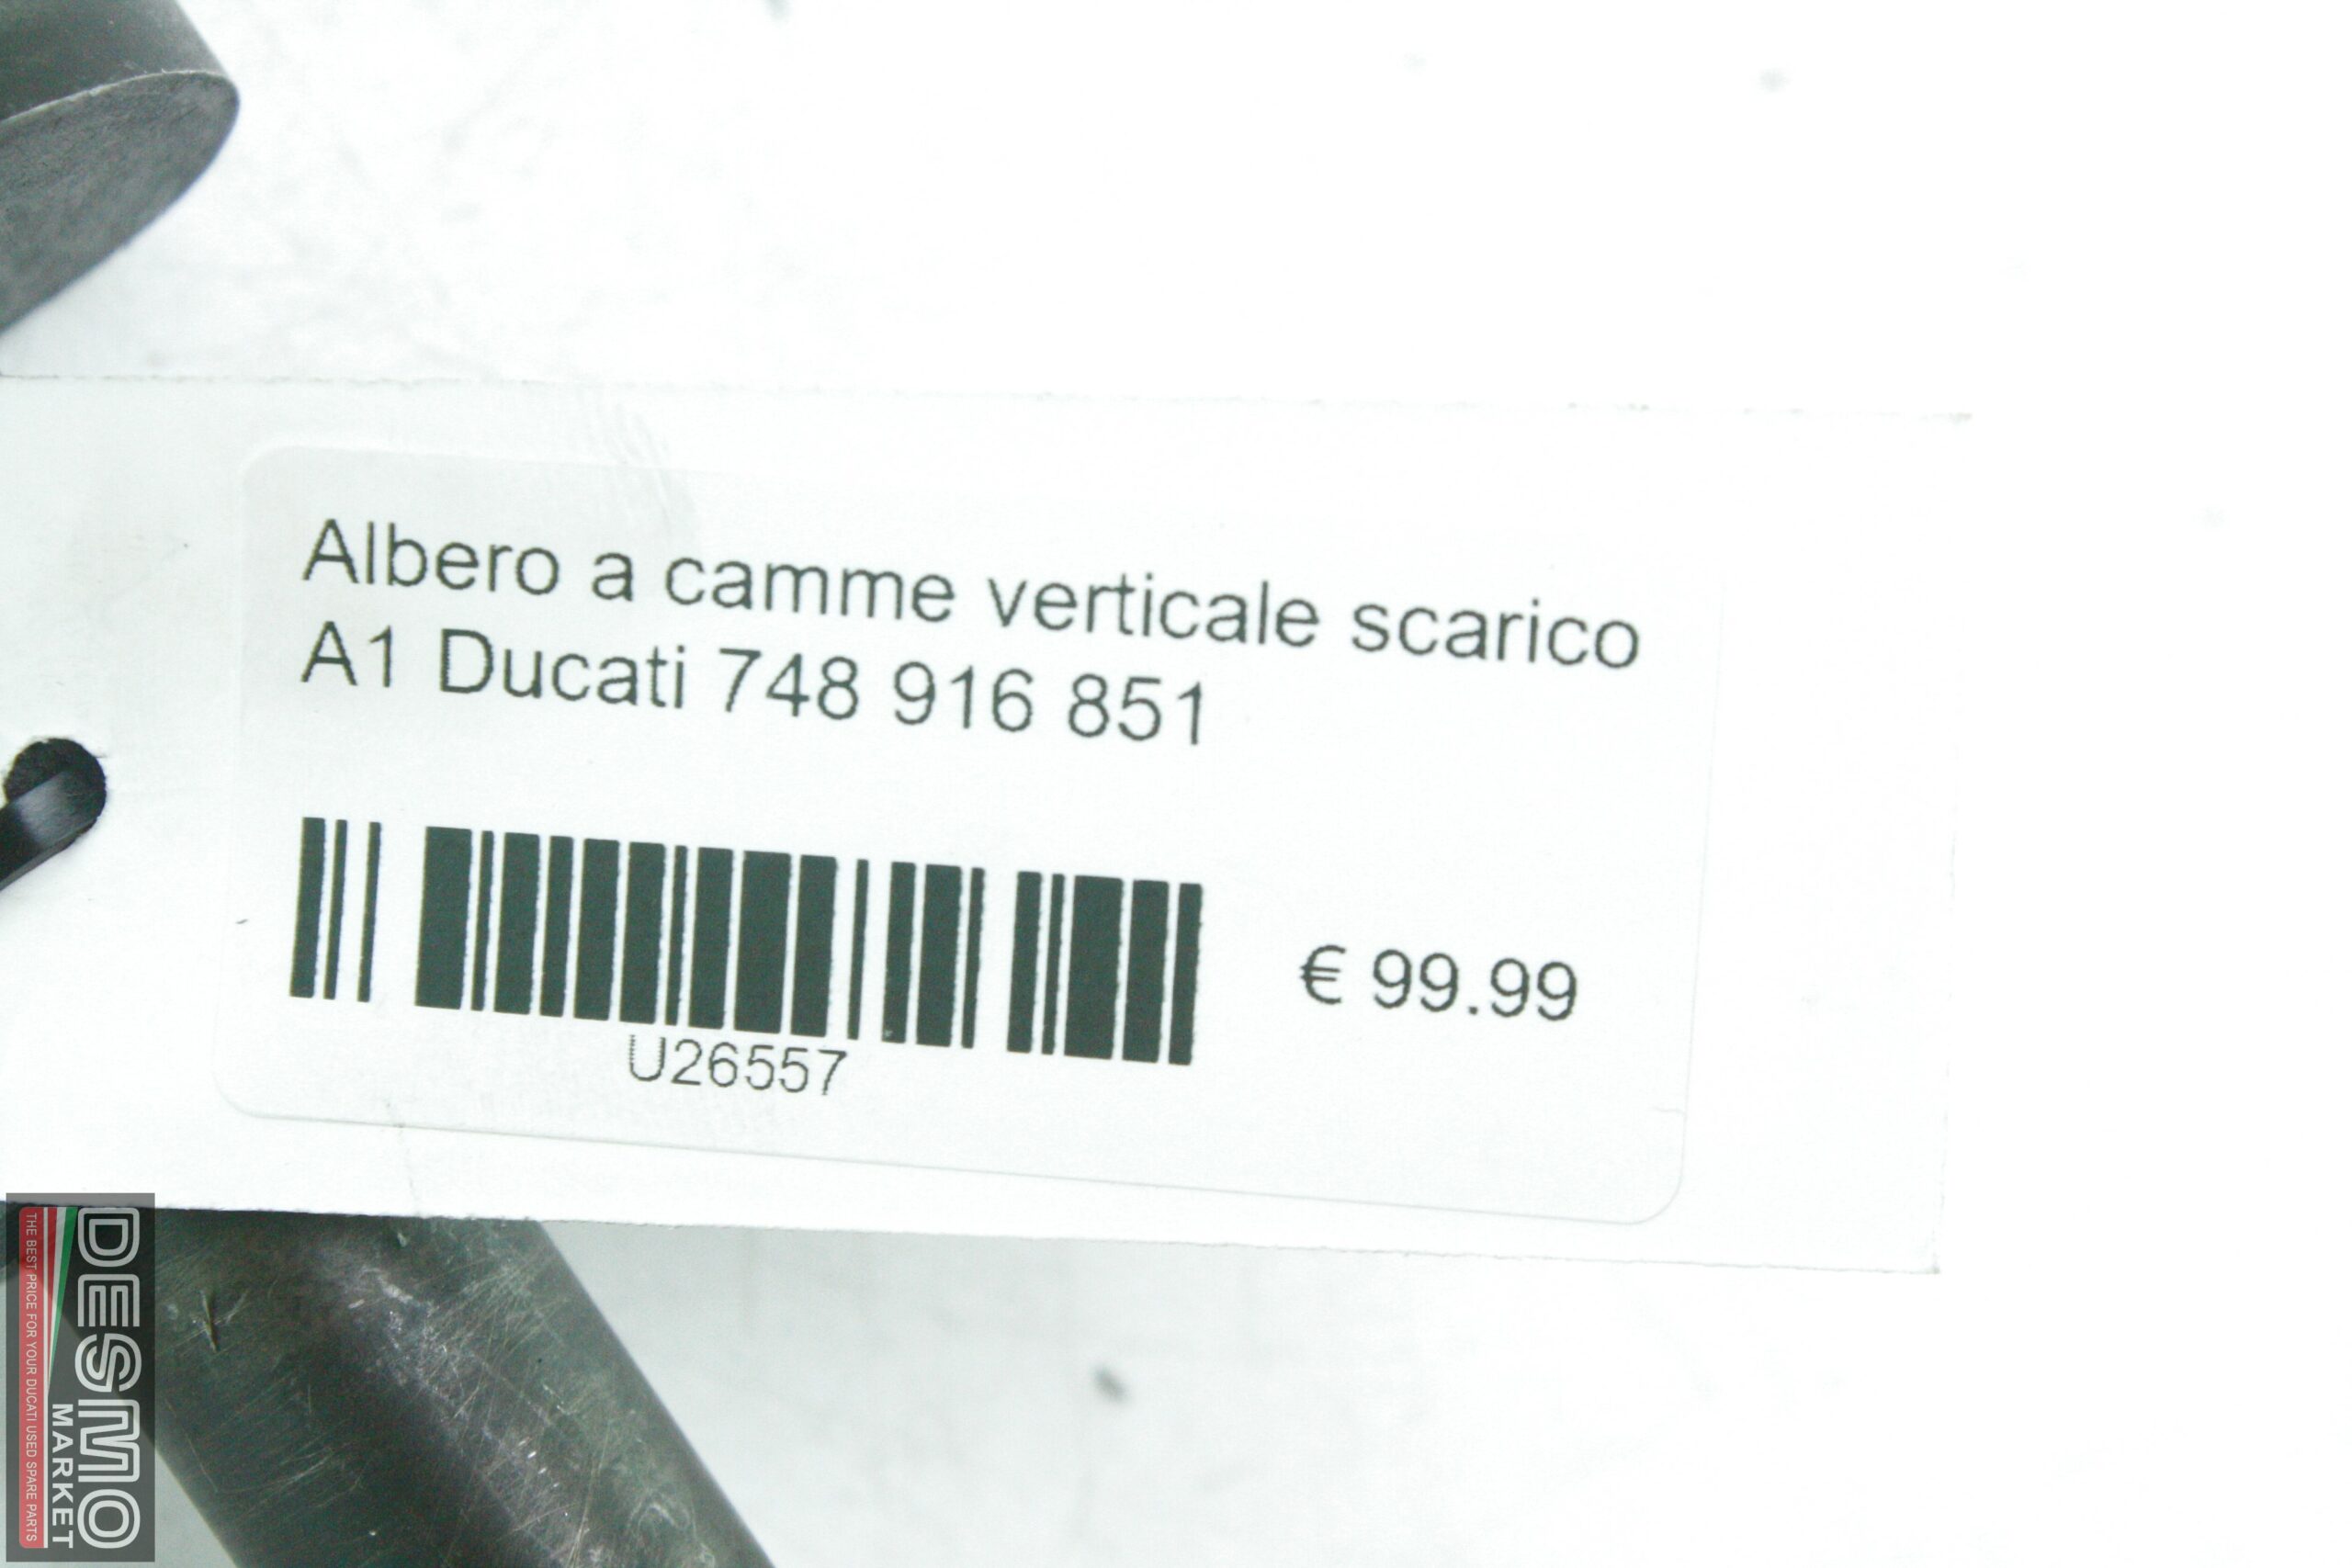 Albero a camme verticale scarico
A1 Ducati 748 916 851
U26557
€ 99.99
DESMO
MARKET
THE BEST PRICE FOR YOUR DUCATI USED SPARE PARTS